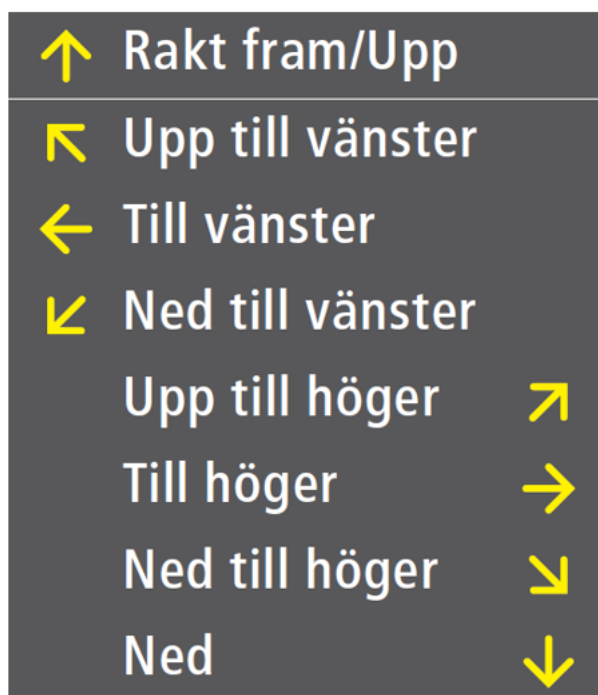 Rakt fram/Upp
Upp till vänster
Till vänster
Ned till vänster
Upp till höger
Till höger
Ned till höger
Ned